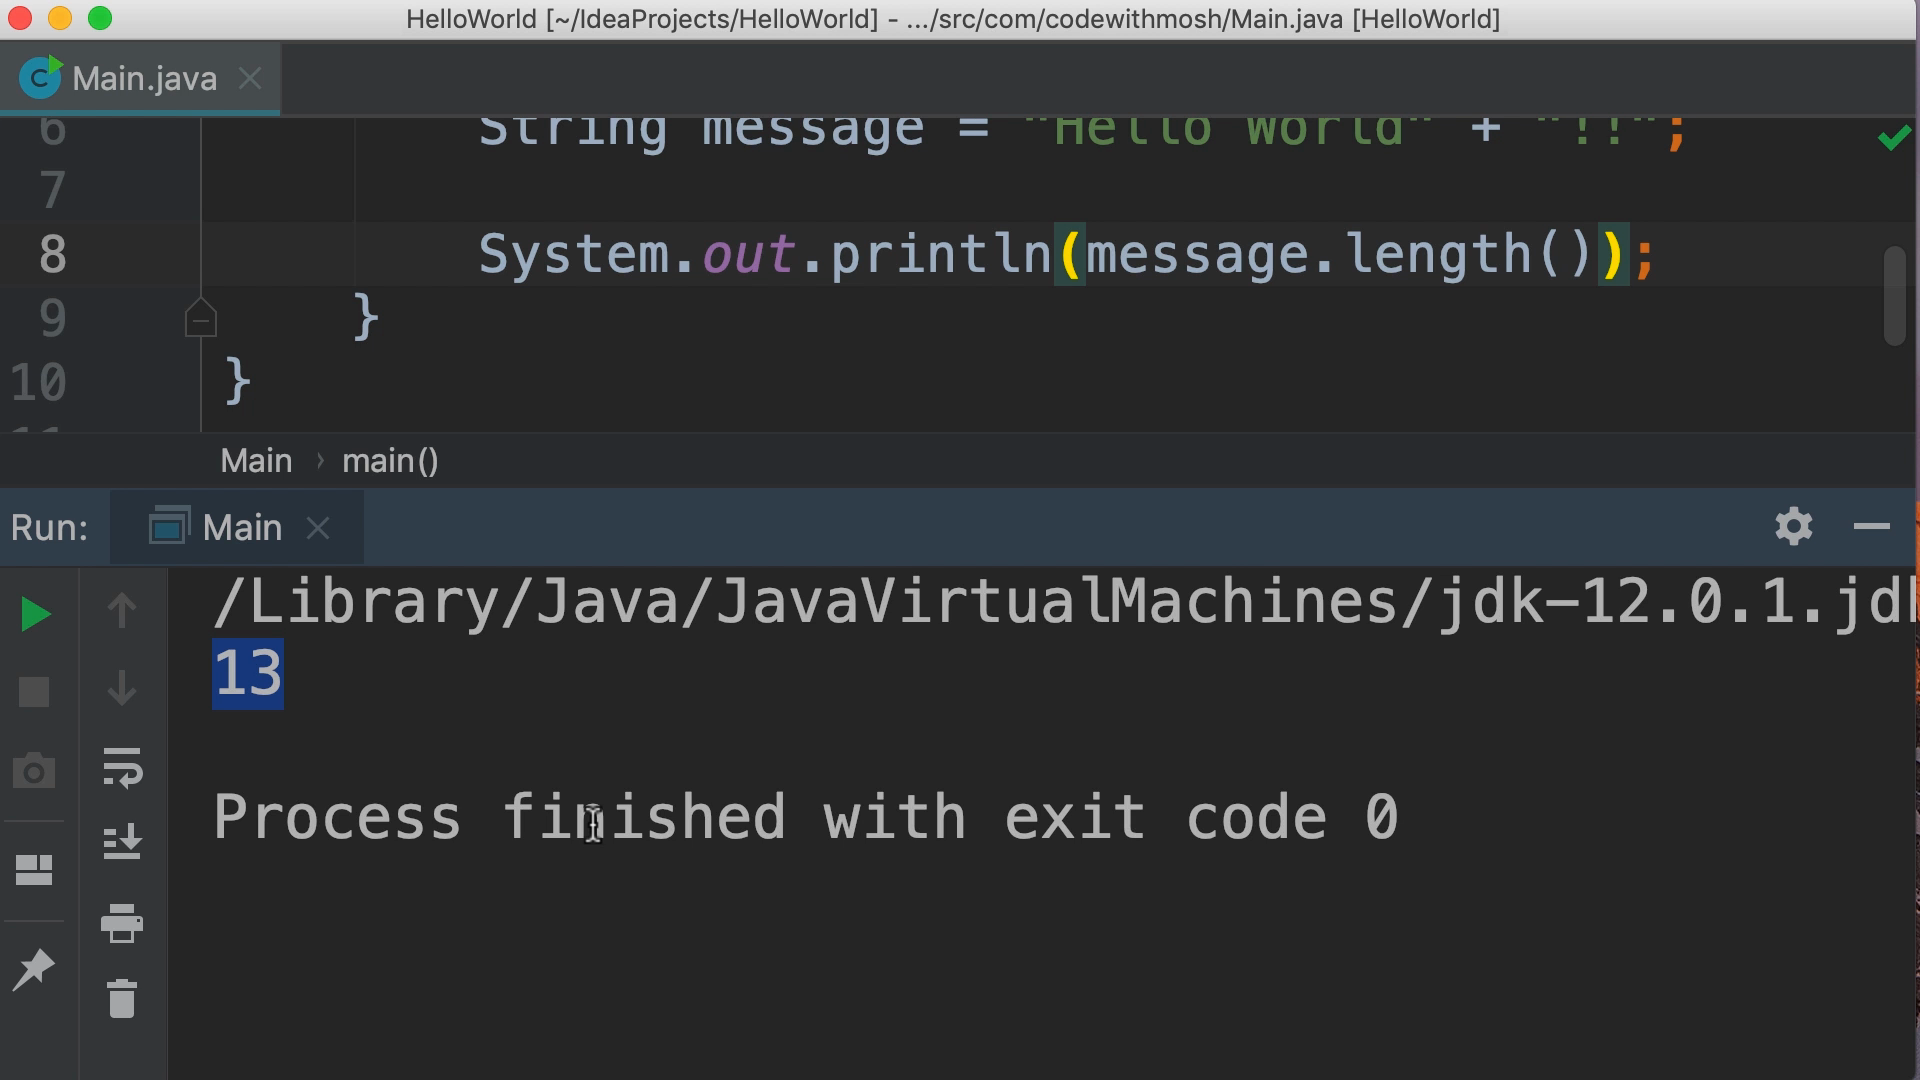 HelloWorld [~/IdeaProjects/HelloWorld] - .../src/com/codewithmosh/Main.java [HelloWorld]
Main.java
6 String message = "Hello World" + "!!";
7
8 System.out.println(message.length());
9 }
10 }
11
Main › main()
Run: Main
/Library/Java/JavaVirtualMachines/jdk-12.0.1.jdk
13
Process finished with exit code 0